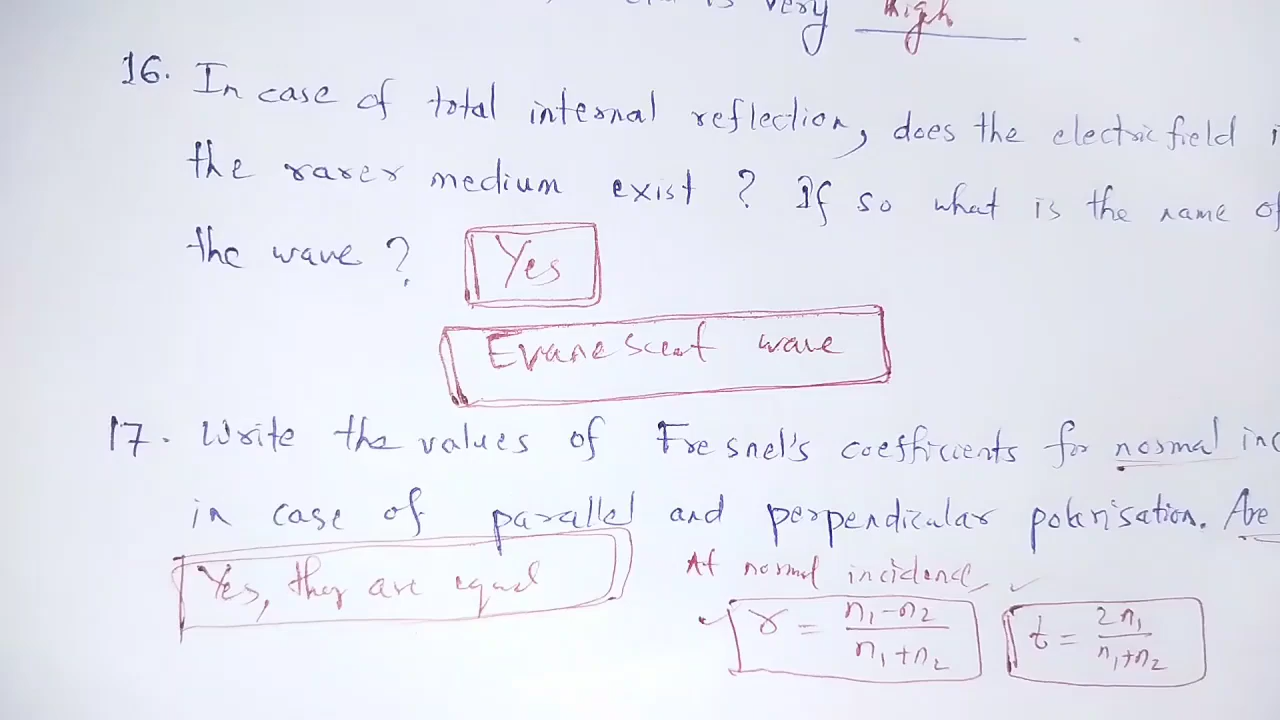 is very high.
16. In case of total internal reflection, does the electric field i
the rarer medium exist? If so what is the name of
the wave? Yes
Evanescent wave
17. Write the values of Fresnel's coefficients for normal inc
in case of parallel and perpendicular polarisation. Are
Yes, they are equal
At normal incidence
r = (n₁-n₂)/(n₁+n₂) t = 2n₁/(n₁+n₂)